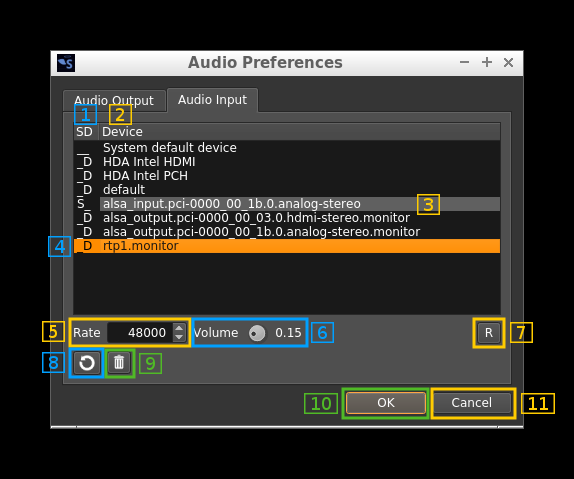 Audio Preferences
Audio Output Audio Input
1 2
SD Device
__ System default device
_D HDA Intel HDMI
_D HDA Intel PCH
_D default
S_ alsa_input.pci-0000_00_1b.0.analog-stereo 3
_D alsa_output.pci-0000_00_03.0.hdmi-stereo.monitor
_D alsa_output.pci-0000_00_1b.0.analog-stereo.monitor
4 _D rtp1.monitor
5 Rate 48000 Volume 0.15 6 R 7
8 9
10 OK Cancel 11